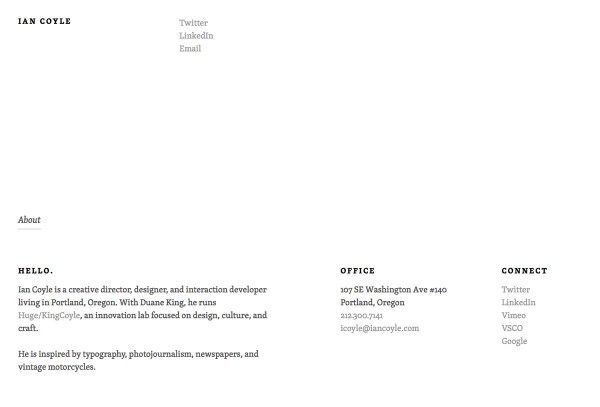 IAN COYLE
Twitter
LinkedIn
Email
About
HELLO.
Ian Coyle is a creative director, designer, and interaction developer
living in Portland, Oregon. With Duane King, he runs
Huge/KingCoyle, an innovation lab focused on design, culture, and
craft.
He is inspired by typography, photojournalism, newspapers, and
vintage motorcycles.
OFFICE
107 SE Washington Ave #140
Portland, Oregon
212.300.7141
icoyle@iancoyle.com
CONNECT
Twitter
LinkedIn
Vimeo
VSCO
Google